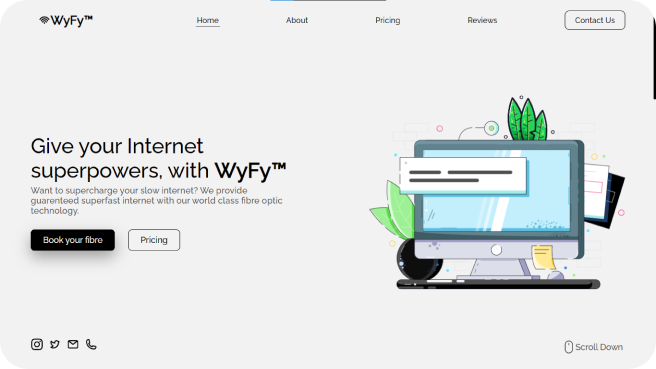 WyFy™
Home
About
Pricing
Reviews
Contact Us
Give your Internet
superpowers, with WyFy™
Want to supercharge your slow internet? We provide
guarenteed superfast internet with our world class fibre optic
technology.
Book your fibre
Pricing
Scroll Down